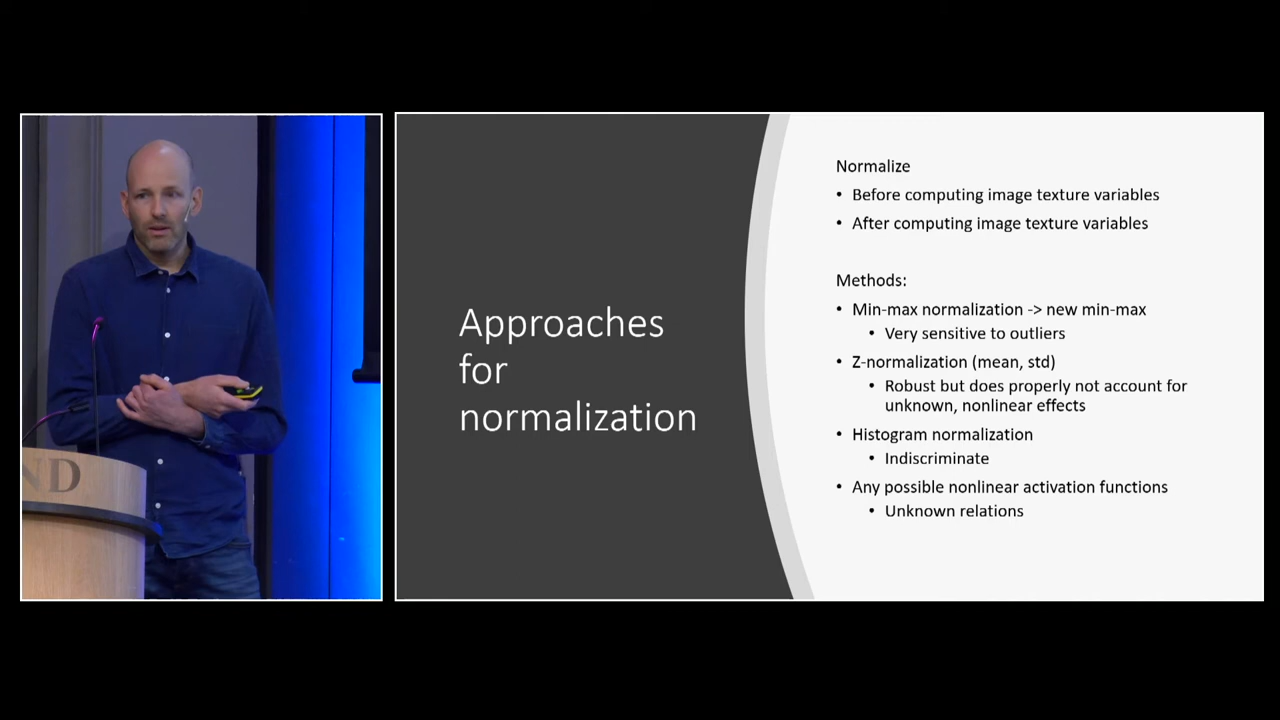 ND
Approaches
for
normalization
Normalize
• Before computing image texture variables
• After computing image texture variables
Methods:
• Min-max normalization -> new min-max
• Very sensitive to outliers
• Z-normalization (mean, std)
• Robust but does properly not account for
unknown, nonlinear effects
• Histogram normalization
• Indiscriminate
• Any possible nonlinear activation functions
• Unknown relations